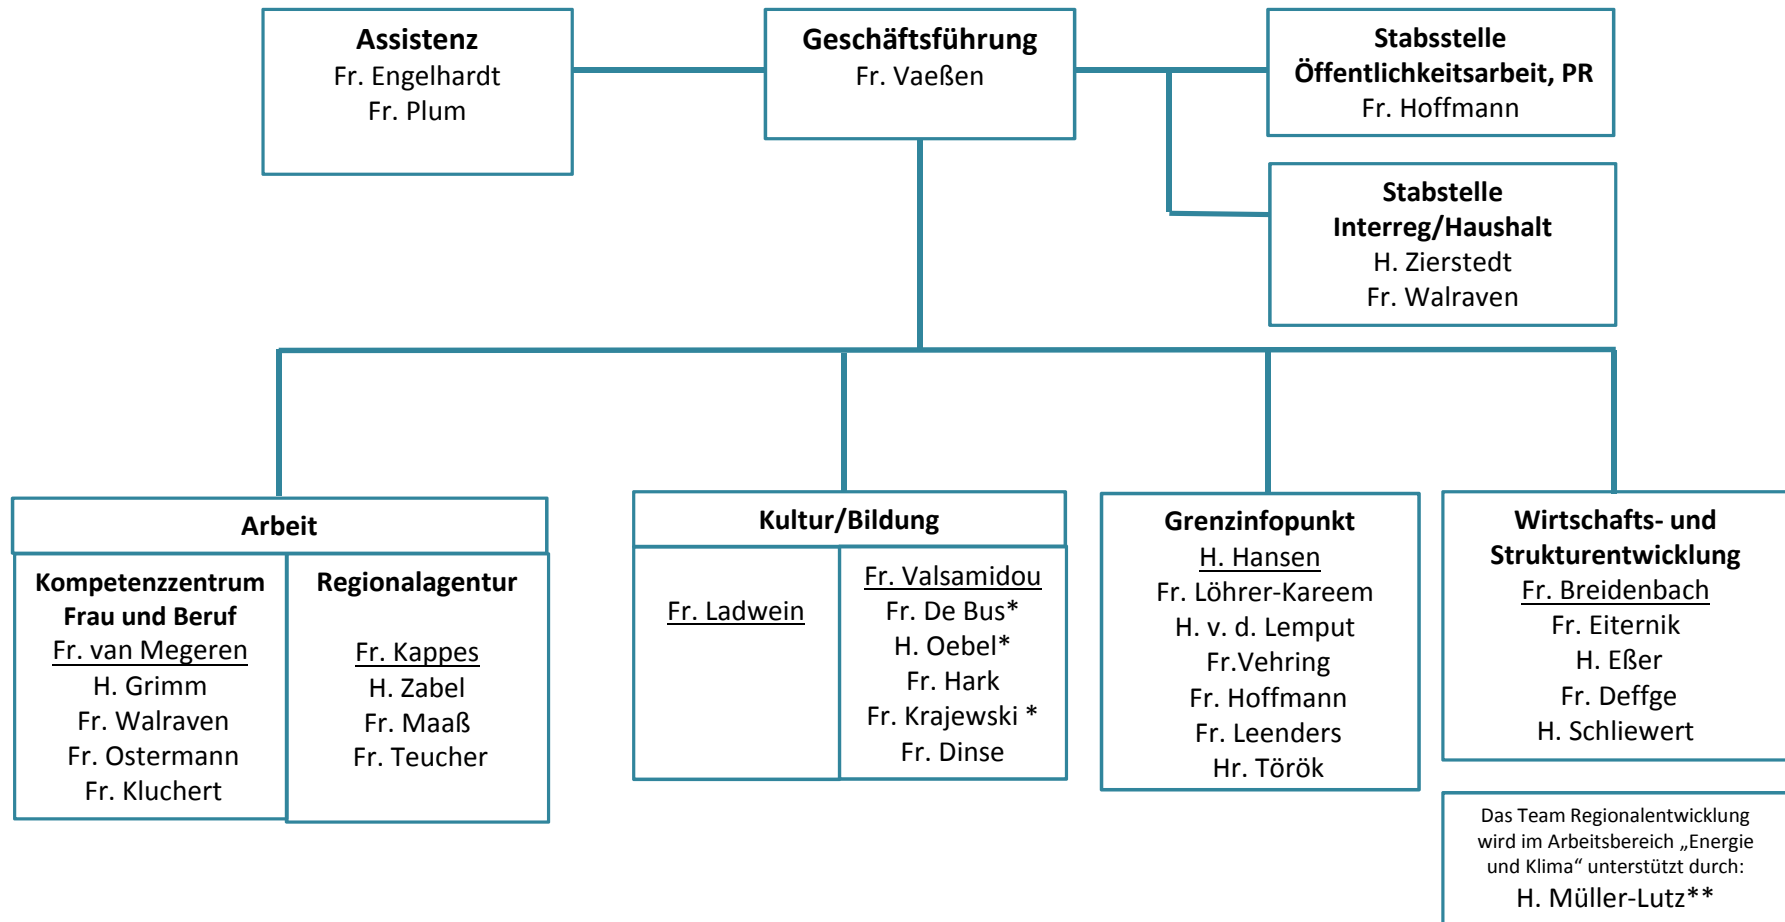 Assistenz
Fr. Engelhardt
Fr. Plum
Geschäftsführung
Fr. Vaeßen
Stabsstelle
Öffentlichkeitsarbeit, PR
Fr. Hoffmann
Stabstelle
Interreg/Haushalt
H. Zierstedt
Fr. Walraven
Arbeit
Kompetenzzentrum
Frau und Beruf
Fr. van Megeren
H. Grimm
Fr. Walraven
Fr. Ostermann
Fr. Kluchert
Regionalagentur
Fr. Kappes
H. Zabel
Fr. Maaß
Fr. Teucher
Kultur/Bildung
Fr. Ladwein
Fr. Valsamidou
Fr. De Bus*
H. Oebel*
Fr. Hark
Fr. Krajewski *
Fr. Dinse
Grenzinfopunkt
H. Hansen
Fr. Löhrer-Kareem
H. v. d. Lemput
Fr.Vehring
Fr. Hoffmann
Fr. Leenders
Hr. Török
Wirtschafts- und
Strukturentwicklung
Fr. Breidenbach
Fr. Eiternik
H. Eßer
Fr. Deffge
H. Schliewert
Das Team Regionalentwicklung
wird im Arbeitsbereich „Energie
und Klima“ unterstützt durch:
H. Müller-Lutz**